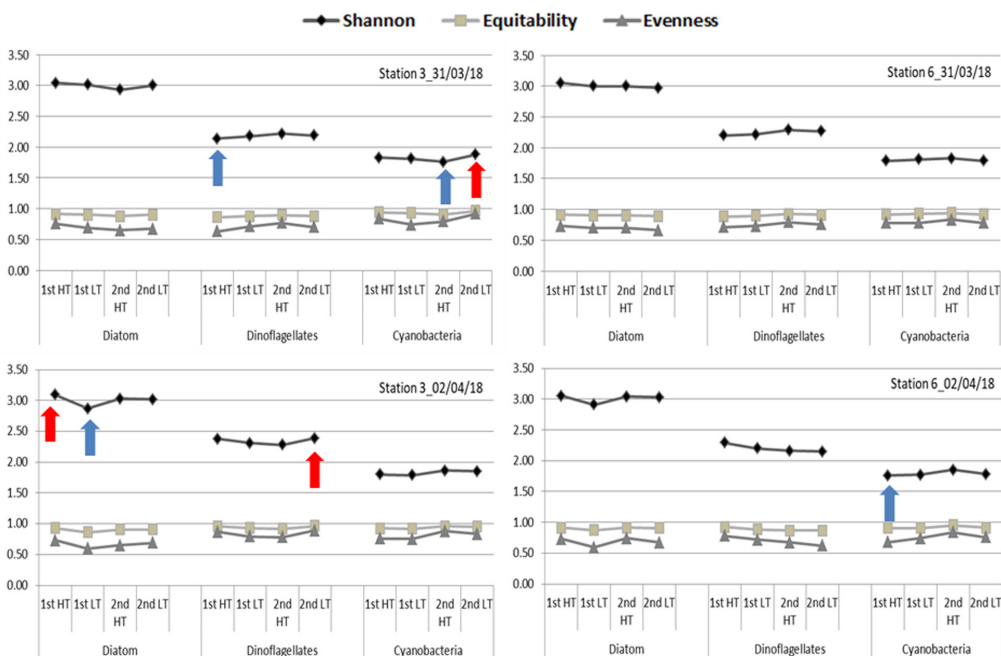 Shannon Equitability Evenness
Station 3_31/03/18
3.50
3.00
2.50
2.00
1.50
1.00
0.50
0.00
1st HT 1st LT 2nd HT 2nd LT 1st HT 1st LT 2nd HT 2nd LT 1st HT 1st LT 2nd HT 2nd LT
Diatom Dinoflagellates Cyanobacteria
Station 6_31/03/18
3.50
3.00
2.50
2.00
1.50
1.00
0.50
0.00
1st HT 1st LT 2nd HT 2nd LT 1st HT 1st LT 2nd HT 2nd LT 1st HT 1st LT 2nd HT 2nd LT
Diatom Dinoflagellates Cyanobacteria
Station 3_02/04/18
3.50
3.00
2.50
2.00
1.50
1.00
0.50
0.00
1st HT 1st LT 2nd HT 2nd LT 1st HT 1st LT 2nd HT 2nd LT 1st HT 1st LT 2nd HT 2nd LT
Diatom Dinoflagellates Cyanobacteria
Station 6_02/04/18
3.50
3.00
2.50
2.00
1.50
1.00
0.50
0.00
1st HT 1st LT 2nd HT 2nd LT 1st HT 1st LT 2nd HT 2nd LT 1st HT 1st LT 2nd HT 2nd LT
Diatom Dinoflagellates Cyanobacteria